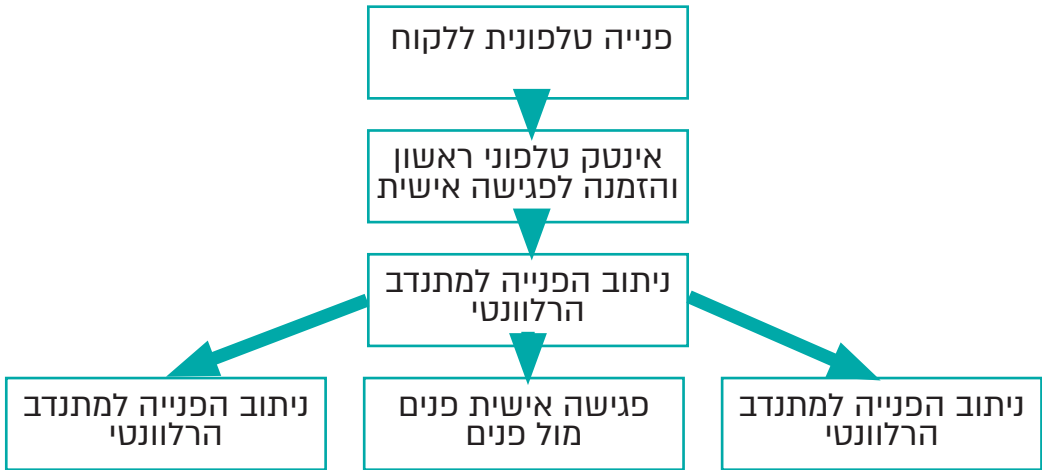 פנייה טלפונית ללקוח
אינטק טלפוני ראשון
והזמנה לפגישה אישית
ניתוב הפנייה למתנדב
הרלוונטי
ניתוב הפנייה למתנדב
הרלוונטי
פגישה אישית פנים
מול פנים
ניתוב הפנייה למתנדב
הרלוונטי